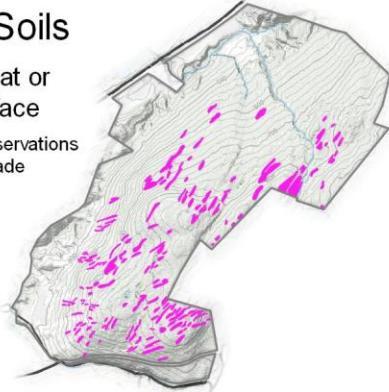 Soils
at or
ace
servations
ade